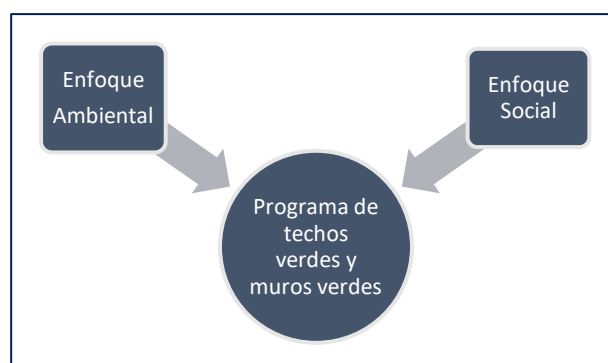 Enfoque
Ambiental
Enfoque
Social
Programa de
techos
verdes y
muros verdes